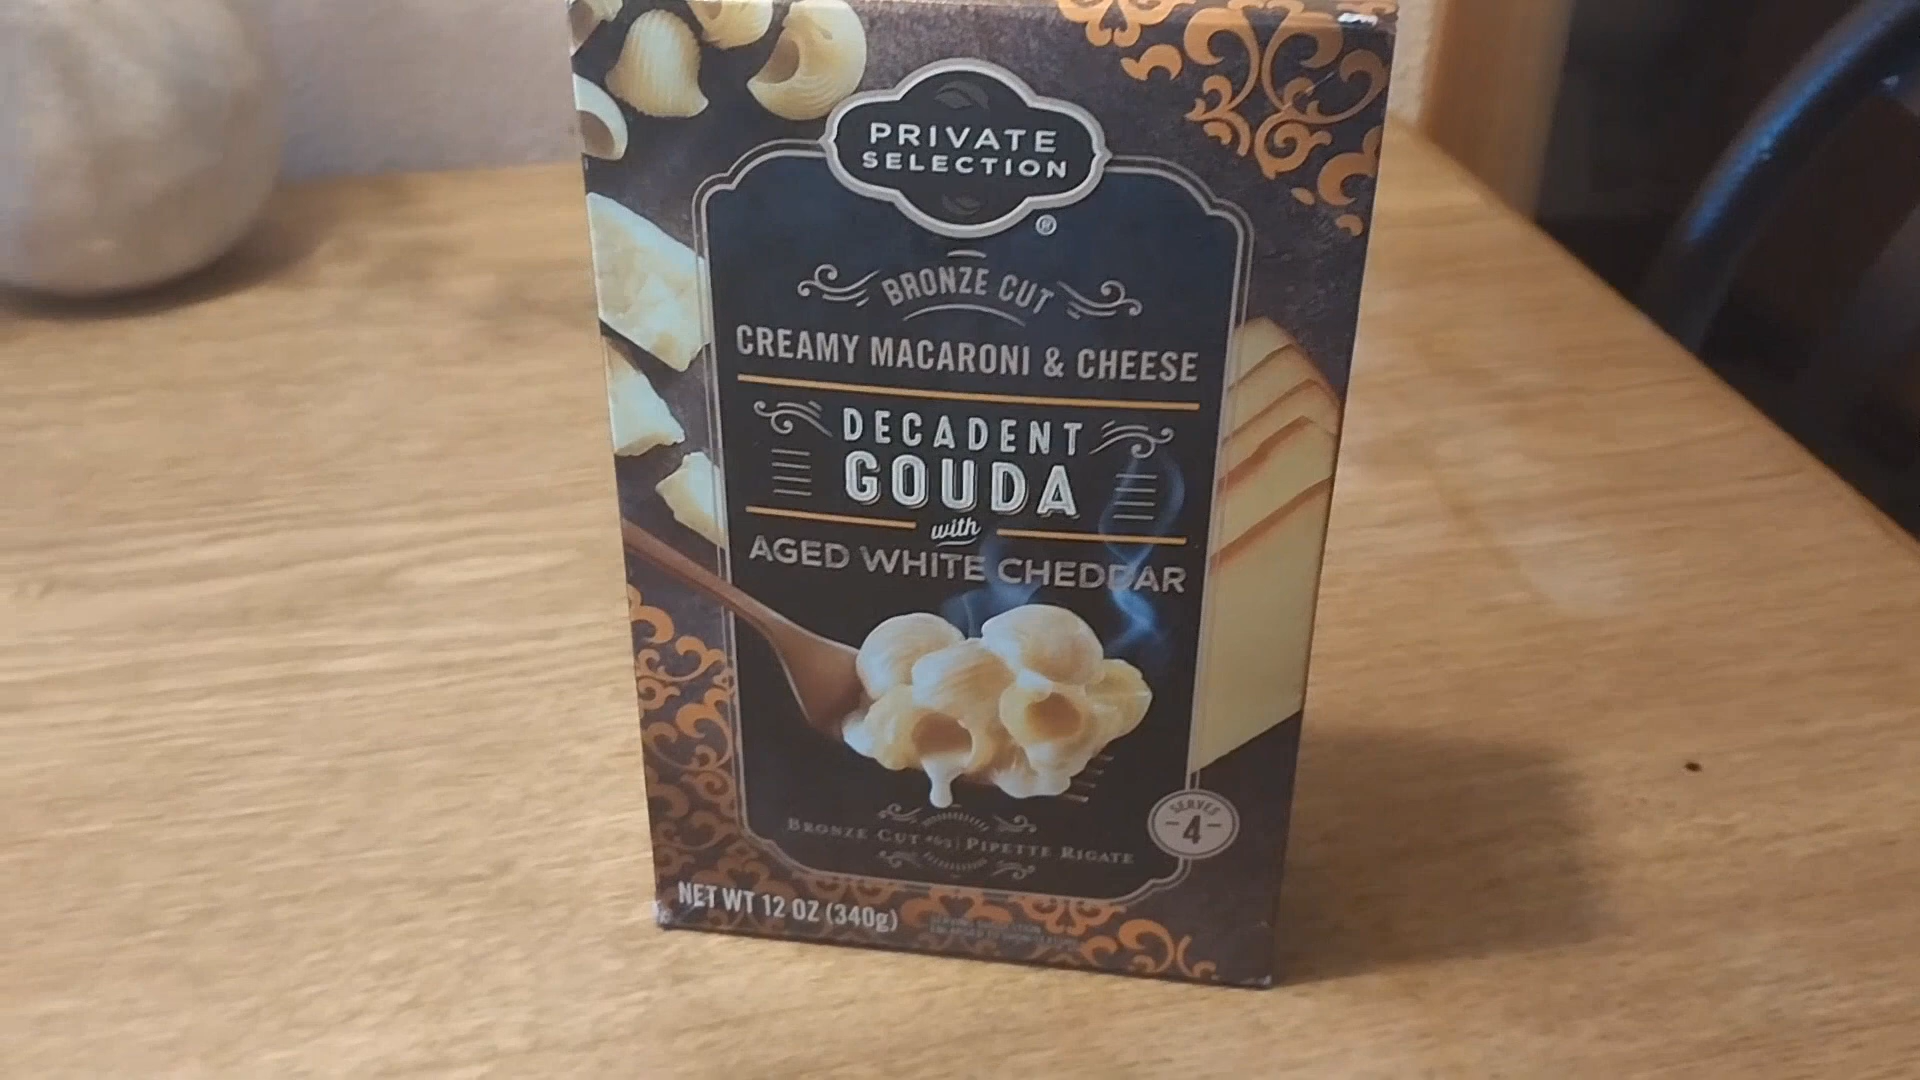 PRIVATE
SELECTION
®
BRONZE CUT
CREAMY MACARONI & CHEESE
DECADENT
GOUDA
with
AGED WHITE CHEDDAR
SERVES
4
BRONZE CUT #63 | PIPETTE RIGATE
NET WT 12 OZ (340g)